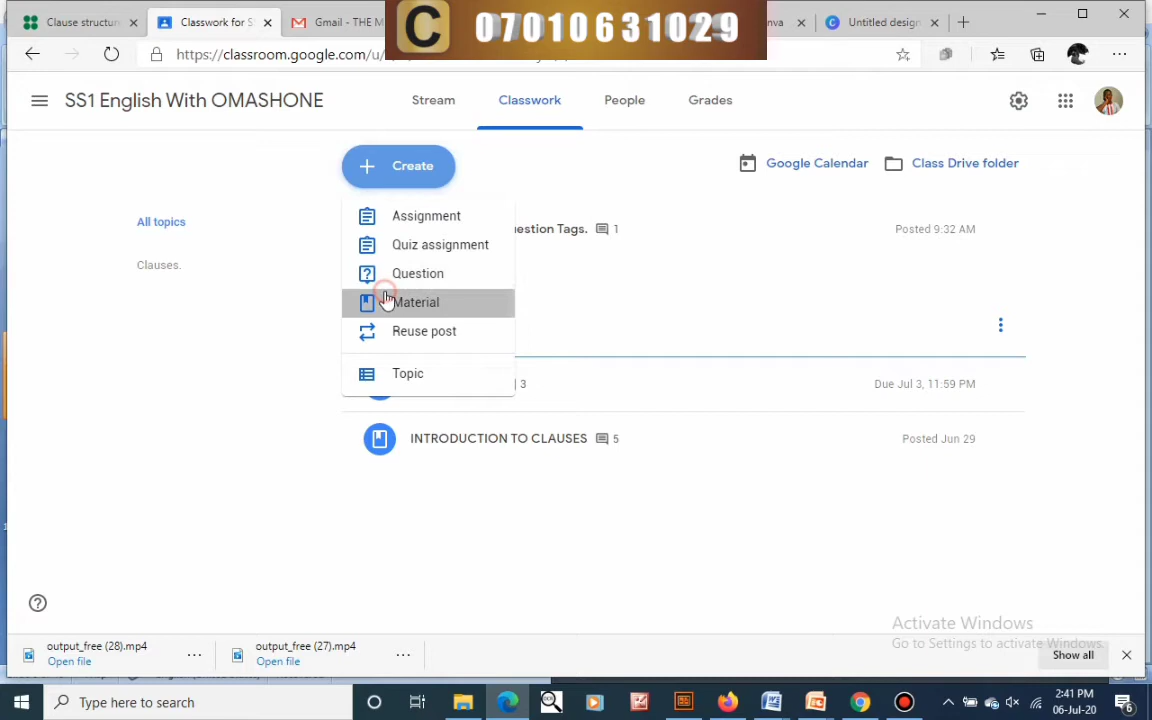 Clause structur
Classwork for S
Gmail - THE M
C 07010631029
nva
Untitled design
https://classroom.google.com/u/
SS1 English With OMASHONE
Stream
Classwork
People
Grades
Create
Google Calendar
Class Drive folder
All topics
Clauses.
Assignment
Quiz assignment
Question
Material
Reuse post
Topic
estion Tags.
1
Posted 9:32 AM
3
Due Jul 3, 11:59 PM
INTRODUCTION TO CLAUSES
5
Posted Jun 29
Activate Windows
Go to Settings to activate Windows.
output_free (28).mp4
Open file
output_free (27).mp4
Open file
Show all
Type here to search
2:41 PM
06-Jul-20
6